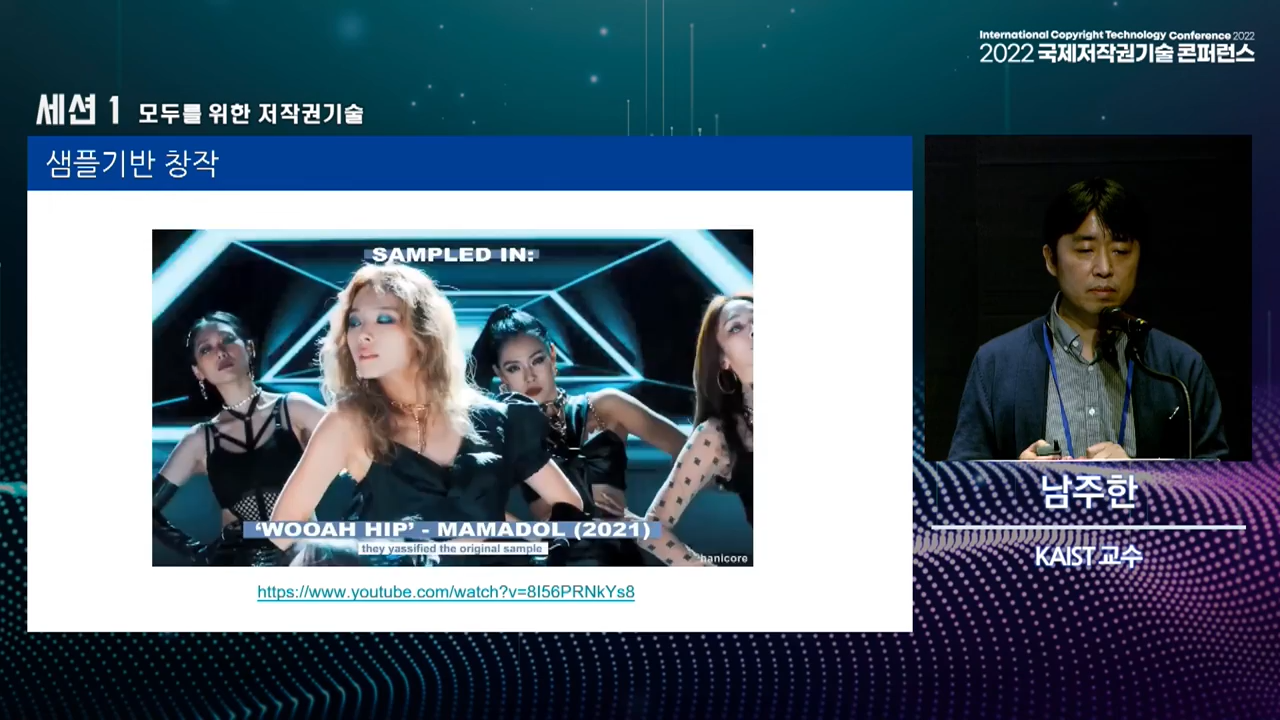 International Copyright Technology Conference 2022
2022 국제저작권기술 콘퍼런스
세션 1 모두를 위한 저작권기술
샘플기반 창작
SAMPLED IN:
‘WOOAH HIP’ - MAMADOL (2021)
they yassified the original sample
hanicore
https://www.youtube.com/watch?v=8I56PRNkYs8
남주한
KAIST 교수